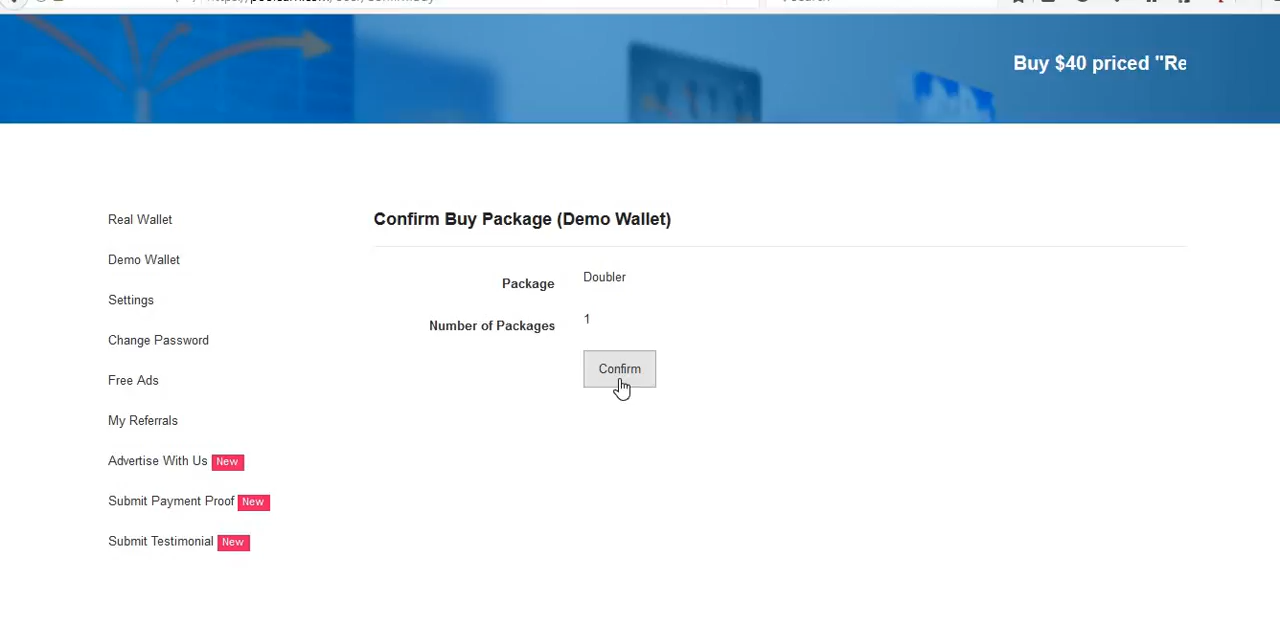 Buy $40 priced "Re
Real Wallet
Demo Wallet
Settings
Change Password
Free Ads
My Referrals
Advertise With Us New
Submit Payment Proof New
Submit Testimonial New
Confirm Buy Package (Demo Wallet)
Package Doubler
Number of Packages 1
Confirm